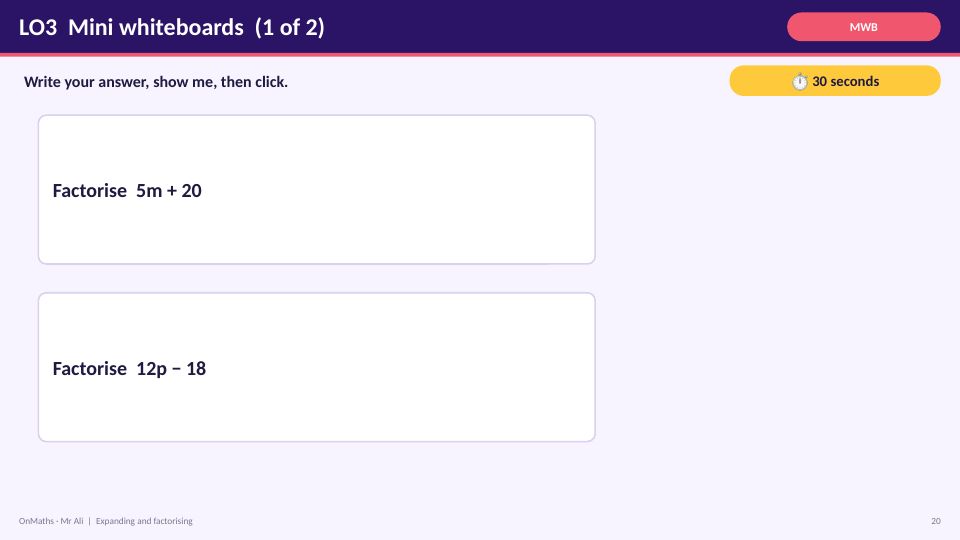 LO3  Mini whiteboards  (1 of 2)
MWB
Write your answer, show me, then click.
⏱️ 30 seconds
Factorise  5m + 20
Factorise  12p − 18
OnMaths - Mr Ali  |  Expanding and factorising
20